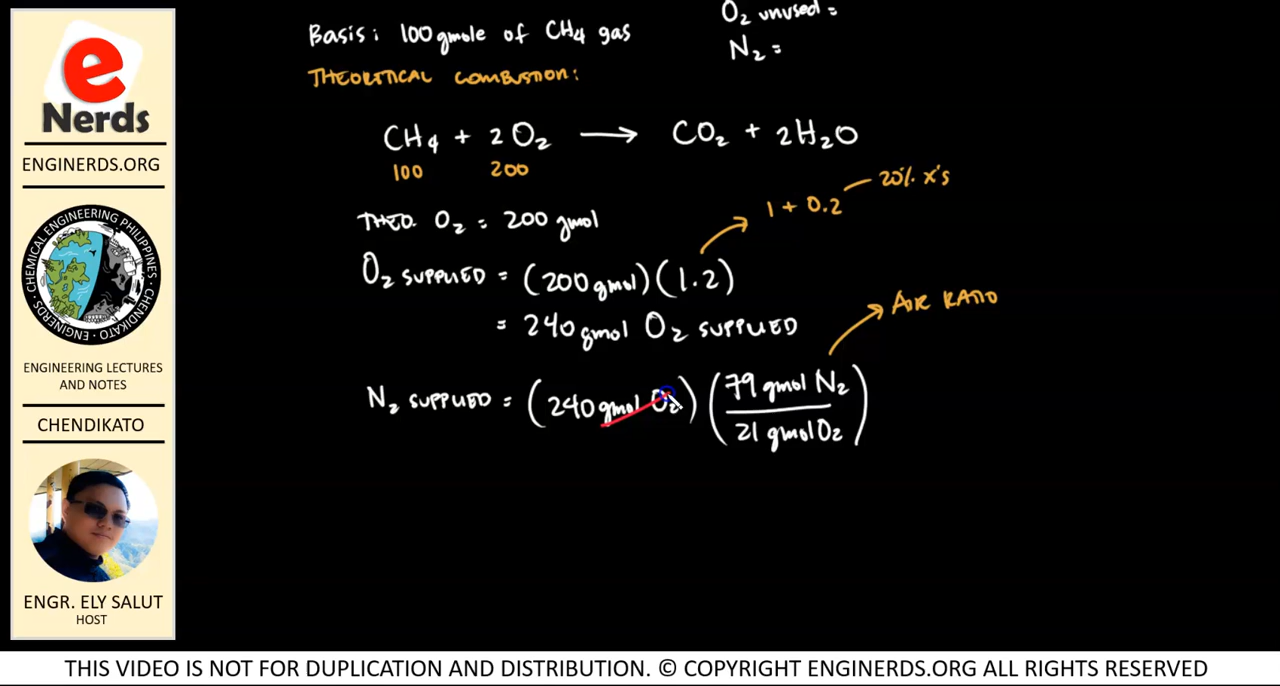 e
Nerds
ENGINERDS.ORG
CHEMICAL ENGINEERING PHILIPPINES
CHENDIKATO ENGINERDS.ORG
ENGINEERING LECTURES
AND NOTES
CHENDIKATO
ENGR. ELY SALUT
HOST
O₂ unused =
Basis: 100 gmole of CH₄ gas
N₂ =
THEORETICAL COMBUSTION:
CH₄ + 2O₂ → CO₂ + 2H₂O
100 200
20% x's
1 + 0.2
THEO. O₂ = 200 gmol
O₂ SUPPLIED = (200 gmol)(1.2)
AIR RATIO
= 240 gmol O₂ SUPPLIED
N₂ SUPPLIED = (240 gmol O₂) (79 gmol N₂
21 gmol O₂)
THIS VIDEO IS NOT FOR DUPLICATION AND DISTRIBUTION. © COPYRIGHT ENGINERDS.ORG ALL RIGHTS RESERVED